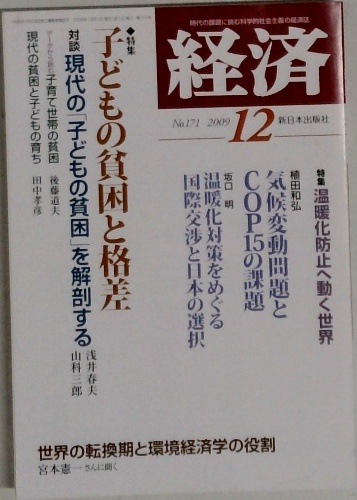 時代の課題に挑む科学的社会主義の経済誌
経済
No.171 2009 12 新日本出版社
特集 温暖化防止へ動く世界
気候変動問題と
COP15の課題
植田和弘
温暖化対策をめぐる
国際交渉と日本の選択
坂口 明
◆特集
子どもの貧困と格差
対談 現代の「子どもの貧困」を解剖する
浅井春夫
山科三郎
子育て世帯の貧困 後藤道夫
現代の貧困と子どもの育ち 田中孝彦
世界の転換期と環境経済学の役割
宮本憲一さんに聞く